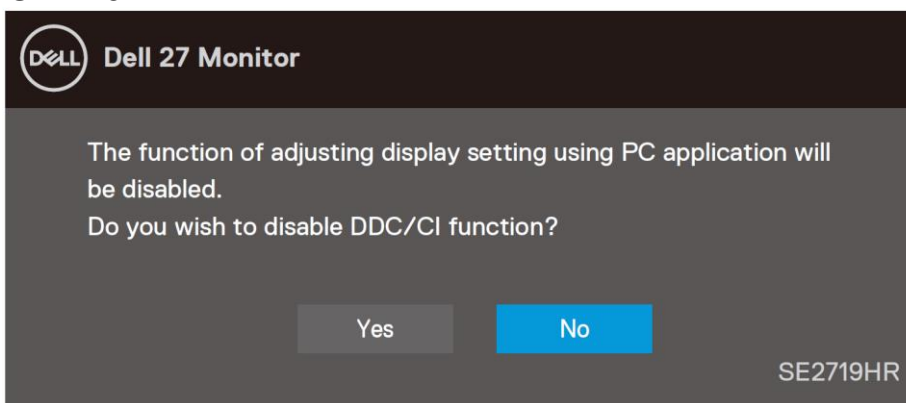 DELL Dell 27 Monitor
The function of adjusting display setting using PC application will
be disabled.
Do you wish to disable DDC/CI function?
Yes No
SE2719HR